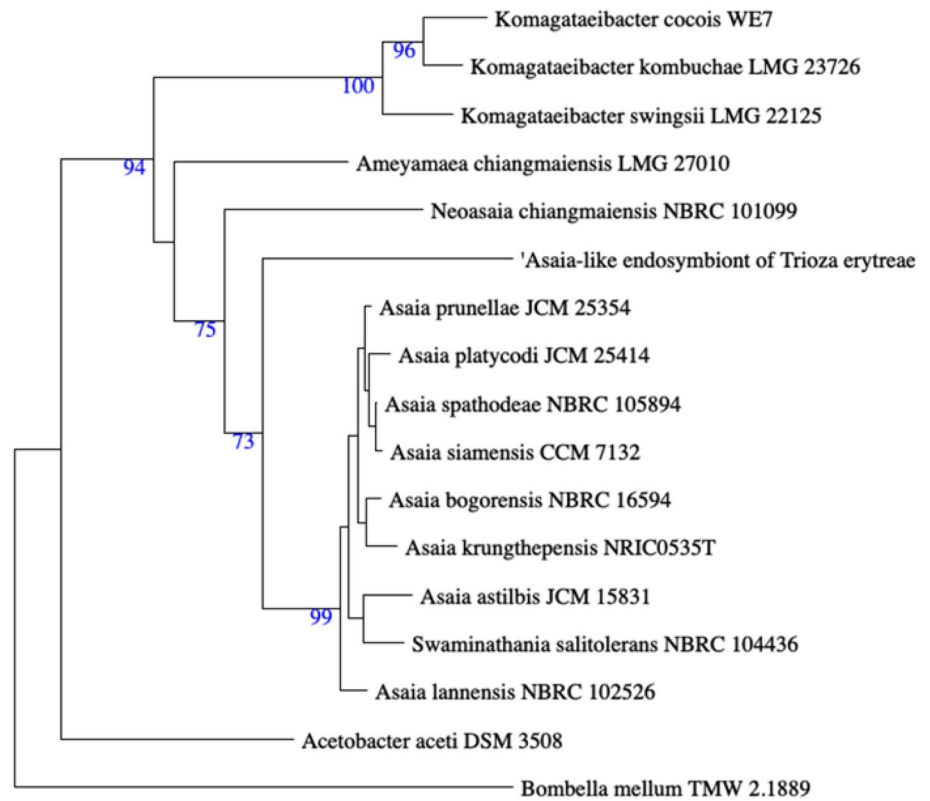 Komagataeibacter cocois WE7
96
Komagataeibacter kombuchae LMG 23726
100
Komagataeibacter swingsii LMG 22125
94
Ameyamaea chiangmaiensis LMG 27010
Neoasaia chiangmaiensis NBRC 101099
'Asaia-like endosymbiont of Trioza erytreae
Asaia prunellae JCM 25354
75
Asaia platycodi JCM 25414
Asaia spathodeae NBRC 105894
73
Asaia siamensis CCM 7132
Asaia bogorensis NBRC 16594
Asaia krungthepensis NRIC0535T
Asaia astilbis JCM 15831
99
Swaminathania salitolerans NBRC 104436
Asaia lannensis NBRC 102526
Acetobacter aceti DSM 3508
Bombella mellum TMW 2.1889